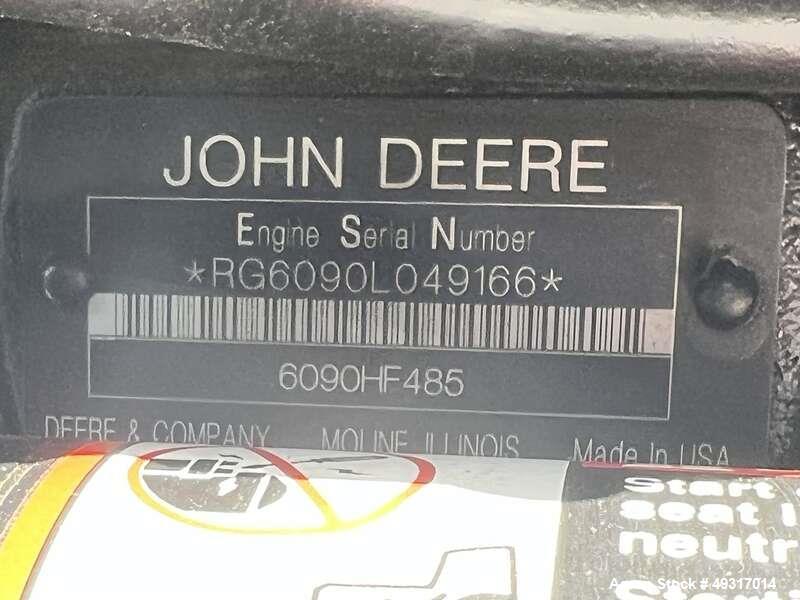 JOHN DEERE
Engine Serial Number
*RG6090L049166*
6090HF485
DEERE & COMPANY MOLINE, ILLINOIS Made In USA
Start
seat
neutr
Stock # 49317014